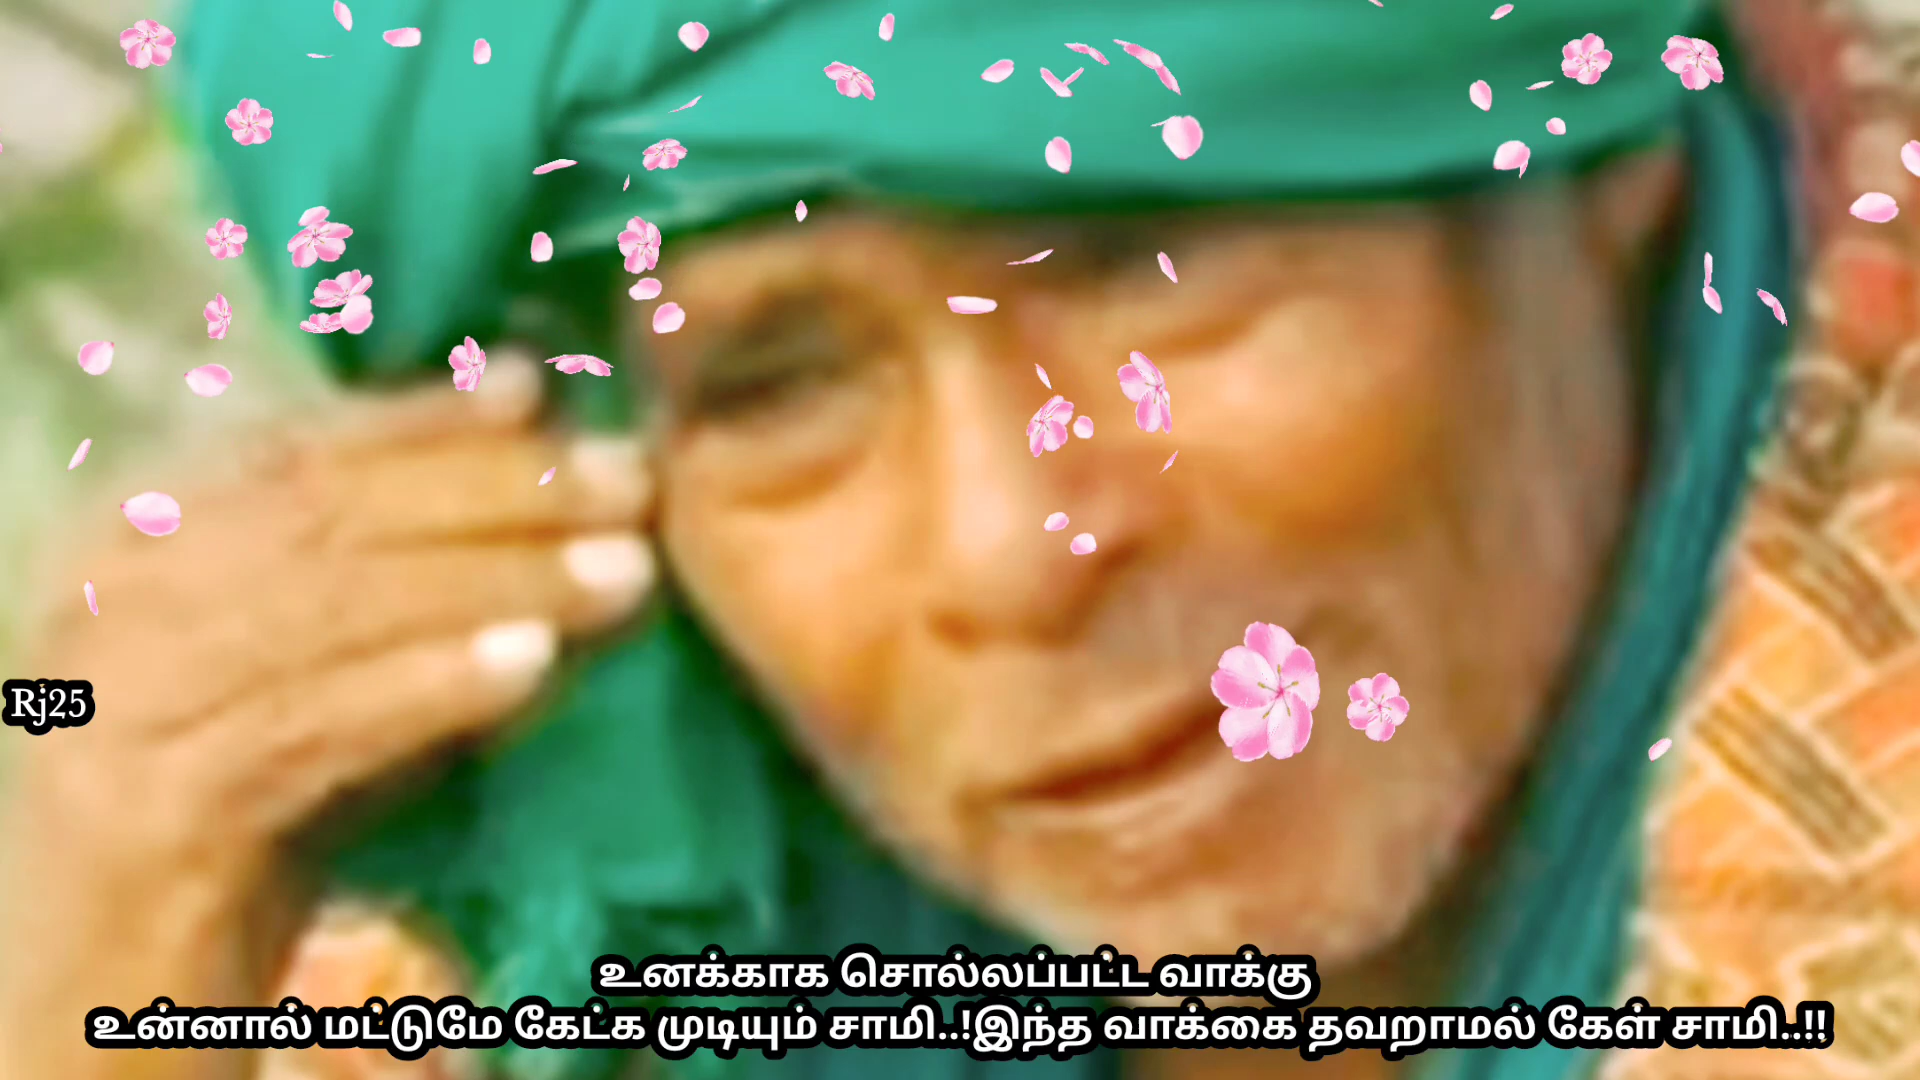 Rj25
உனக்காக சொல்லப்பட்ட வாக்கு
உன்னால் மட்டுமே கேட்க முடியும் சாமி..!இந்த வாக்கை தவறாமல் கேள் சாமி..!!